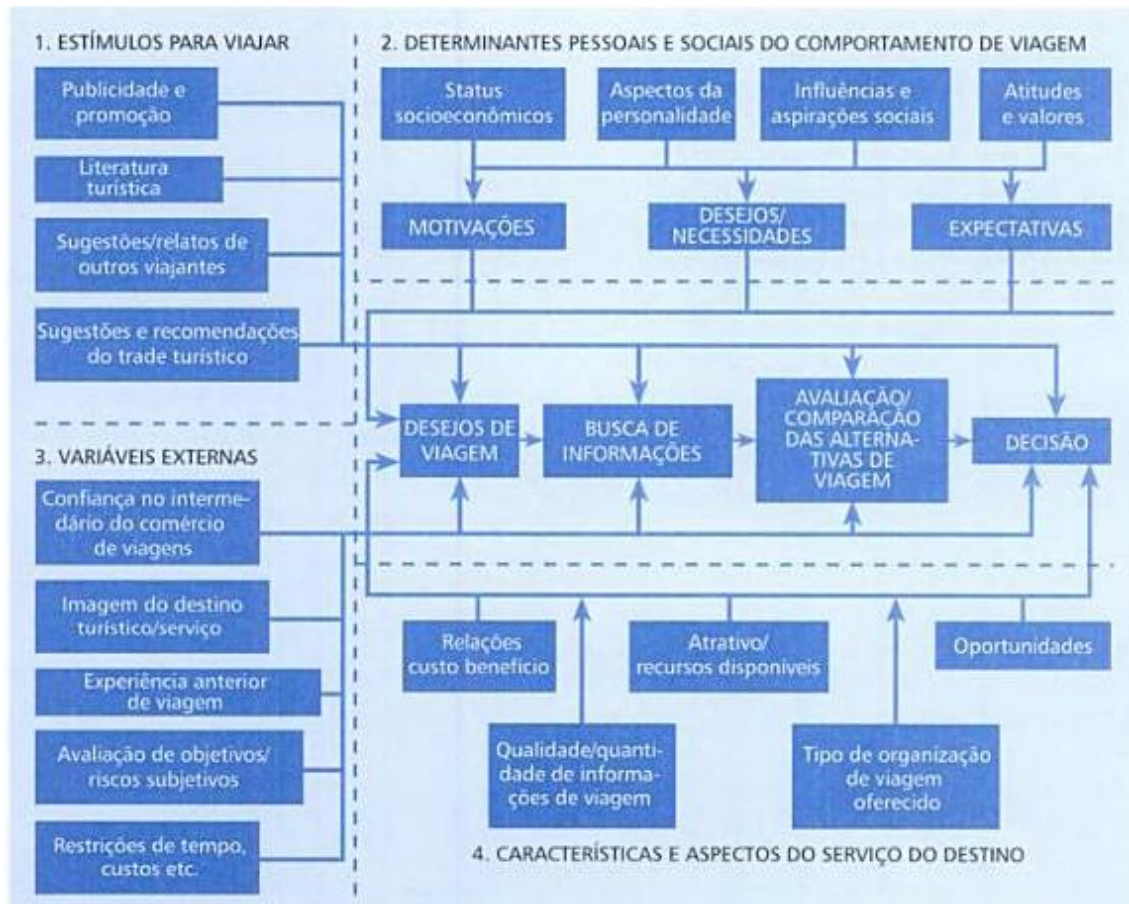 1. ESTÍMULOS PARA VIAJAR
Publicidade e
promoção
Literatura
turística
Sugestões/relatos de
outros viajantes
Sugestões e recomendações
do trade turístico
2. DETERMINANTES PESSOAIS E SOCIAIS DO COMPORTAMENTO DE VIAGEM
Status
socioeconômicos
Aspectos da
personalidade
Influências e
aspirações sociais
Atitudes
e valores
MOTIVAÇÕES
DESEJOS/
NECESSIDADES
EXPECTATIVAS
DESEJOS DE
VIAGEM
BUSCA DE
INFORMAÇÕES
AVALIAÇÃO/
COMPARAÇÃO
DAS ALTERNA-
TIVAS DE
VIAGEM
DECISÃO
3. VARIÁVEIS EXTERNAS
Confiança no interme-
dário do comércio
de viagens
Imagem do destino
turístico/serviço
Experiência anterior
de viagem
Avaliação de objetivos/
riscos subjetivos
Restrições de tempo,
custos etc.
Relações
custo benefício
Atrativo/
recursos disponíveis
Oportunidades
Qualidade/quanti-
dade de informa-
ções de viagem
Tipo de organização
de viagem
oferecido
4. CARACTERÍSTICAS E ASPECTOS DO SERVIÇO DO DESTINO